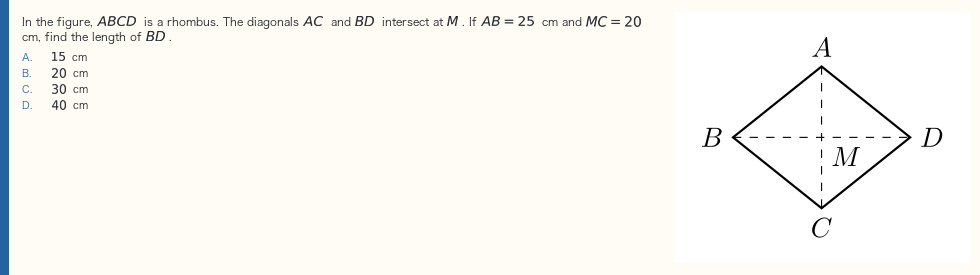 In the figure, ABCD is a rhombus. The diagonals AC and BD intersect at M . If AB = 25 cm and MC = 20
cm, find the length of BD .
A. 15 cm
B. 20 cm
C. 30 cm
D. 40 cm
A
B
D
M
C